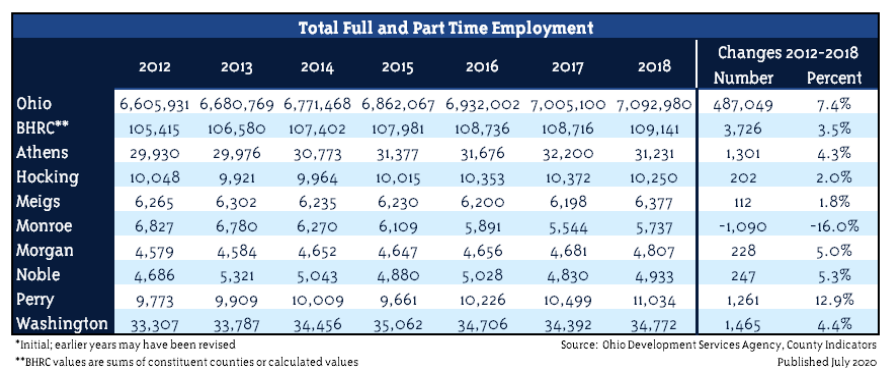 Total Full and Part Time Employment
2012 2013 2014 2015 2016 2017 2018 Changes 2012-2018
Number Percent
Ohio 6,605,931 6,680,769 6,771,468 6,862,067 6,932,002 7,005,100 7,092,980 487,049 7.4%
BHRC** 105,415 106,580 107,402 107,981 108,736 108,716 109,141 3,726 3.5%
Athens 29,930 29,976 30,773 31,377 31,676 32,200 31,231 1,301 4.3%
Hocking 10,048 9,921 9,964 10,015 10,353 10,372 10,250 202 2.0%
Meigs 6,265 6,302 6,235 6,230 6,200 6,198 6,377 112 1.8%
Monroe 6,827 6,780 6,270 6,109 5,891 5,544 5,737 -1,090 -16.0%
Morgan 4,579 4,584 4,652 4,647 4,656 4,681 4,807 228 5.0%
Noble 4,686 5,321 5,043 4,880 5,028 4,830 4,933 247 5.3%
Perry 9,773 9,909 10,009 9,661 10,226 10,499 11,034 1,261 12.9%
Washington 33,307 33,787 34,456 35,062 34,706 34,392 34,772 1,465 4.4%
*Initial; earlier years may have been revised Source: Ohio Development Services Agency, County Indicators
**BHRC values are sums of constituent counties or calculated values Published July 2020